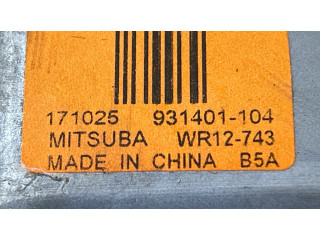 171025 931401-104
MITSUBA WR12-743
MADE IN CHINA B5A